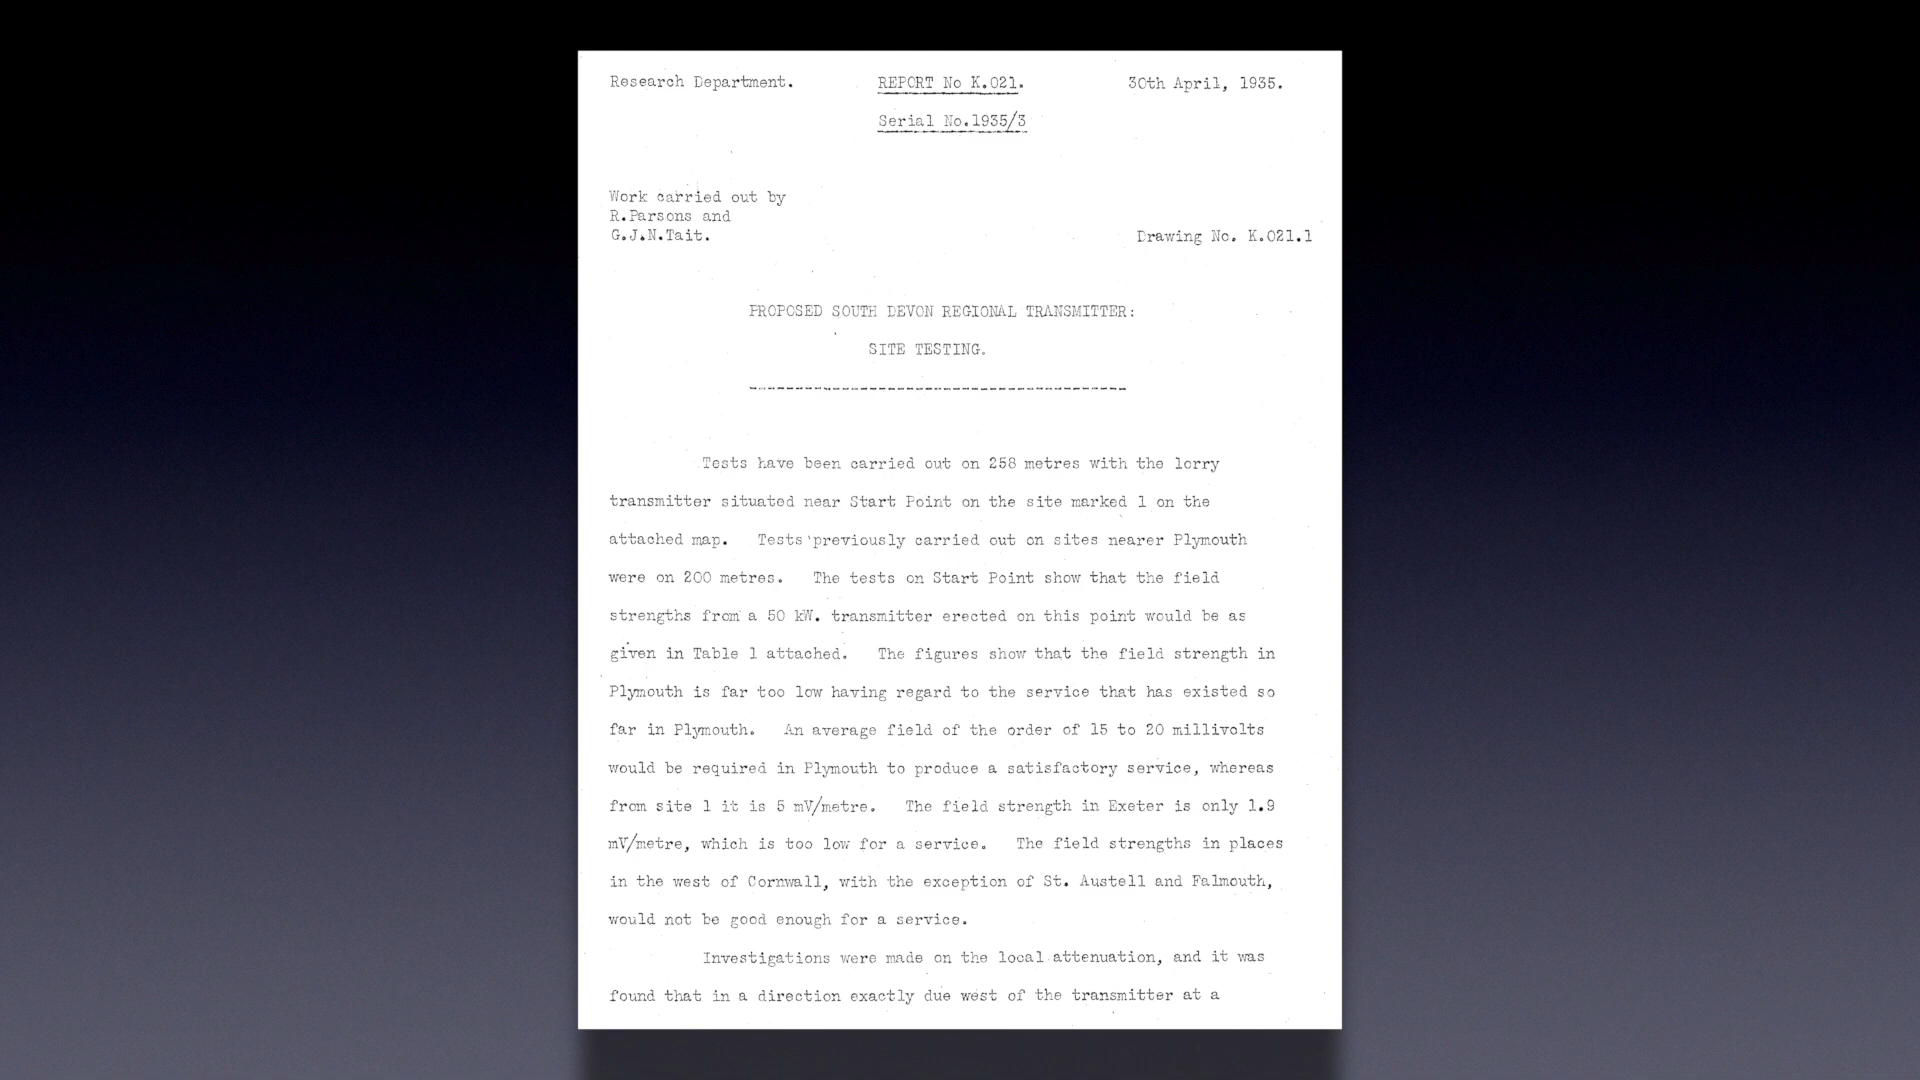 Research Department. REPORT No K.021. 30th April, 1935.
Serial No.1935/3
Work carried out by
R.Parsons and
G.J.N.Tait. Drawing No. K.021.1
PROPOSED SOUTH DEVON REGIONAL TRANSMITTER:
SITE TESTING.
Tests have been carried out on 258 metres with the lorry
transmitter situated near Start Point on the site marked 1 on the
attached map. Tests previously carried out on sites nearer Plymouth
were on 200 metres. The tests on Start Point show that the field
strengths from a 50 kW. transmitter erected on this point would be as
given in Table 1 attached. The figures show that the field strength in
Plymouth is far too low having regard to the service that has existed so
far in Plymouth. An average field of the order of 15 to 20 millivolts
would be required in Plymouth to produce a satisfactory service, whereas
from site 1 it is 5 mV/metre. The field strength in Exeter is only 1.9
mV/metre, which is too low for a service. The field strengths in places
in the west of Cornwall, with the exception of St. Austell and Falmouth,
would not be good enough for a service.
Investigations were made on the local attenuation, and it was
found that in a direction exactly due west of the transmitter at a